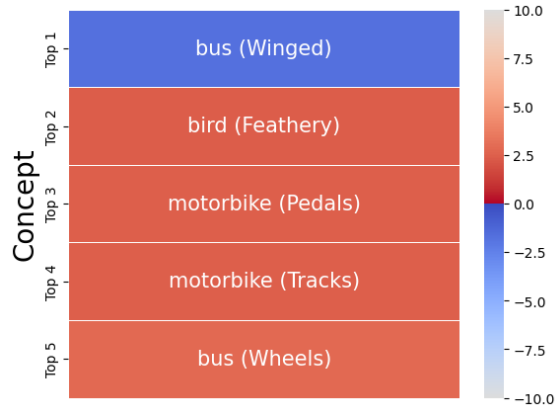 Concept
Top 1
bus (Winged)
Top 2
bird (Feathery)
Top 3
motorbike (Pedals)
Top 4
motorbike (Tracks)
Top 5
bus (Wheels)
10.0
7.5
5.0
2.5
0.0
−2.5
−5.0
−7.5
−10.0